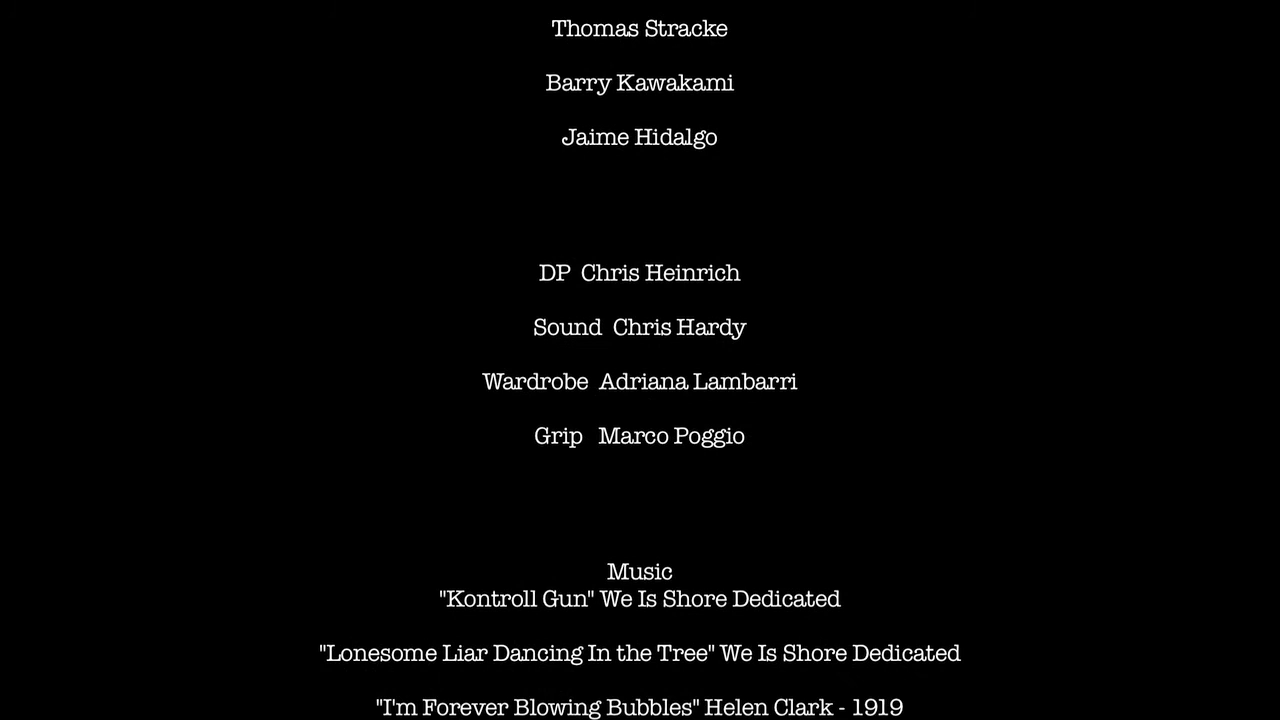 Thomas Stracke
Barry Kawakami
Jaime Hidalgo
DP  Chris Heinrich
Sound  Chris Hardy
Wardrobe  Adriana Lambarri
Grip   Marco Poggio
Music
"Kontroll Gun" We Is Shore Dedicated
"Lonesome Liar Dancing In the Tree" We Is Shore Dedicated
"I'm Forever Blowing Bubbles" Helen Clark - 1919